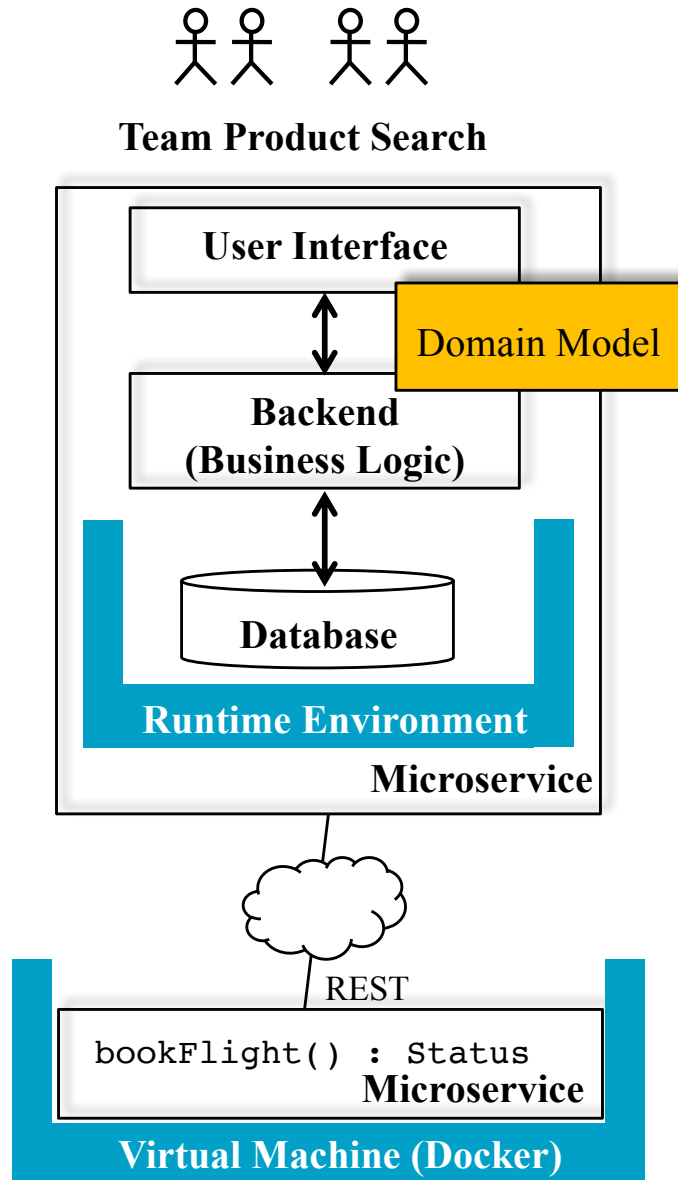 Team Product Search
User Interface
Domain Model
Backend
(Business Logic)
Database
Runtime Environment
Microservice
REST
bookFlight() : Status
Microservice
Virtual Machine (Docker)